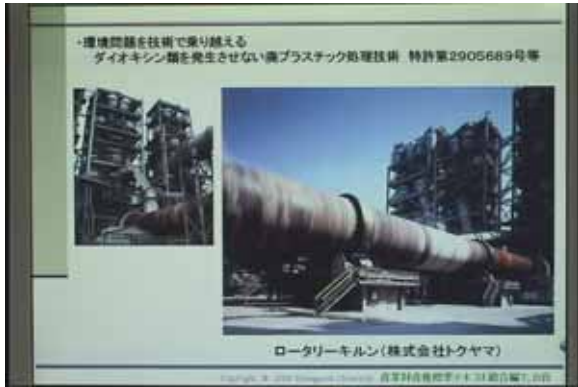 ・環境問題を技術で乗り越える
ダイオキシン類を発生させない廃プラスチック処理技術 特許第2905689号等
ロータリーキルン(株式会社トクヤマ)